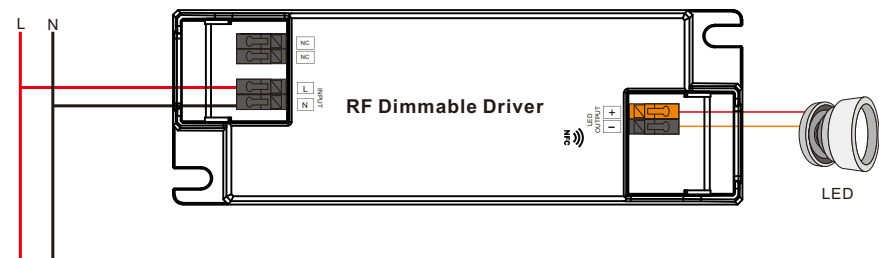 L N
NC
NC
L
N
INPUT
RF Dimmable Driver
LED
OUTPUT
+
−
NFC
LED